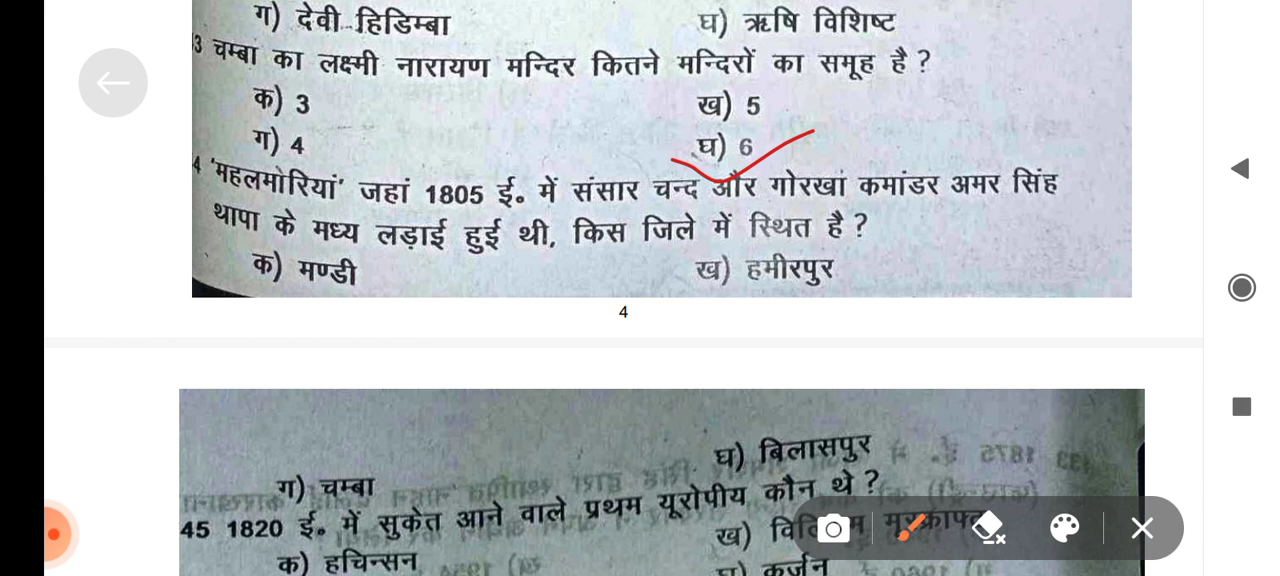 ग) देवी हिडिम्बा घ) ऋषि विशिष्ट
3 चम्बा का लक्ष्मी नारायण मन्दिर कितने मन्दिरों का समूह है ?
क) 3 ख) 5
ग) 4 घ) 6
4 'महलमोरियां' जहां 1805 ई. में संसार चन्द और गोरखां कमांडर अमर सिंह
थापा के मध्य लड़ाई हुई थी, किस जिले में स्थित है ?
क) मण्डी ख) हमीरपुर
4
घ) बिलासपुर
ग) चम्बा
45 1820 ई. में सुकेत आने वाले प्रथम यूरोपीय कौन थे ?
ख)
क) हचिन्सन
घ) कर्जन